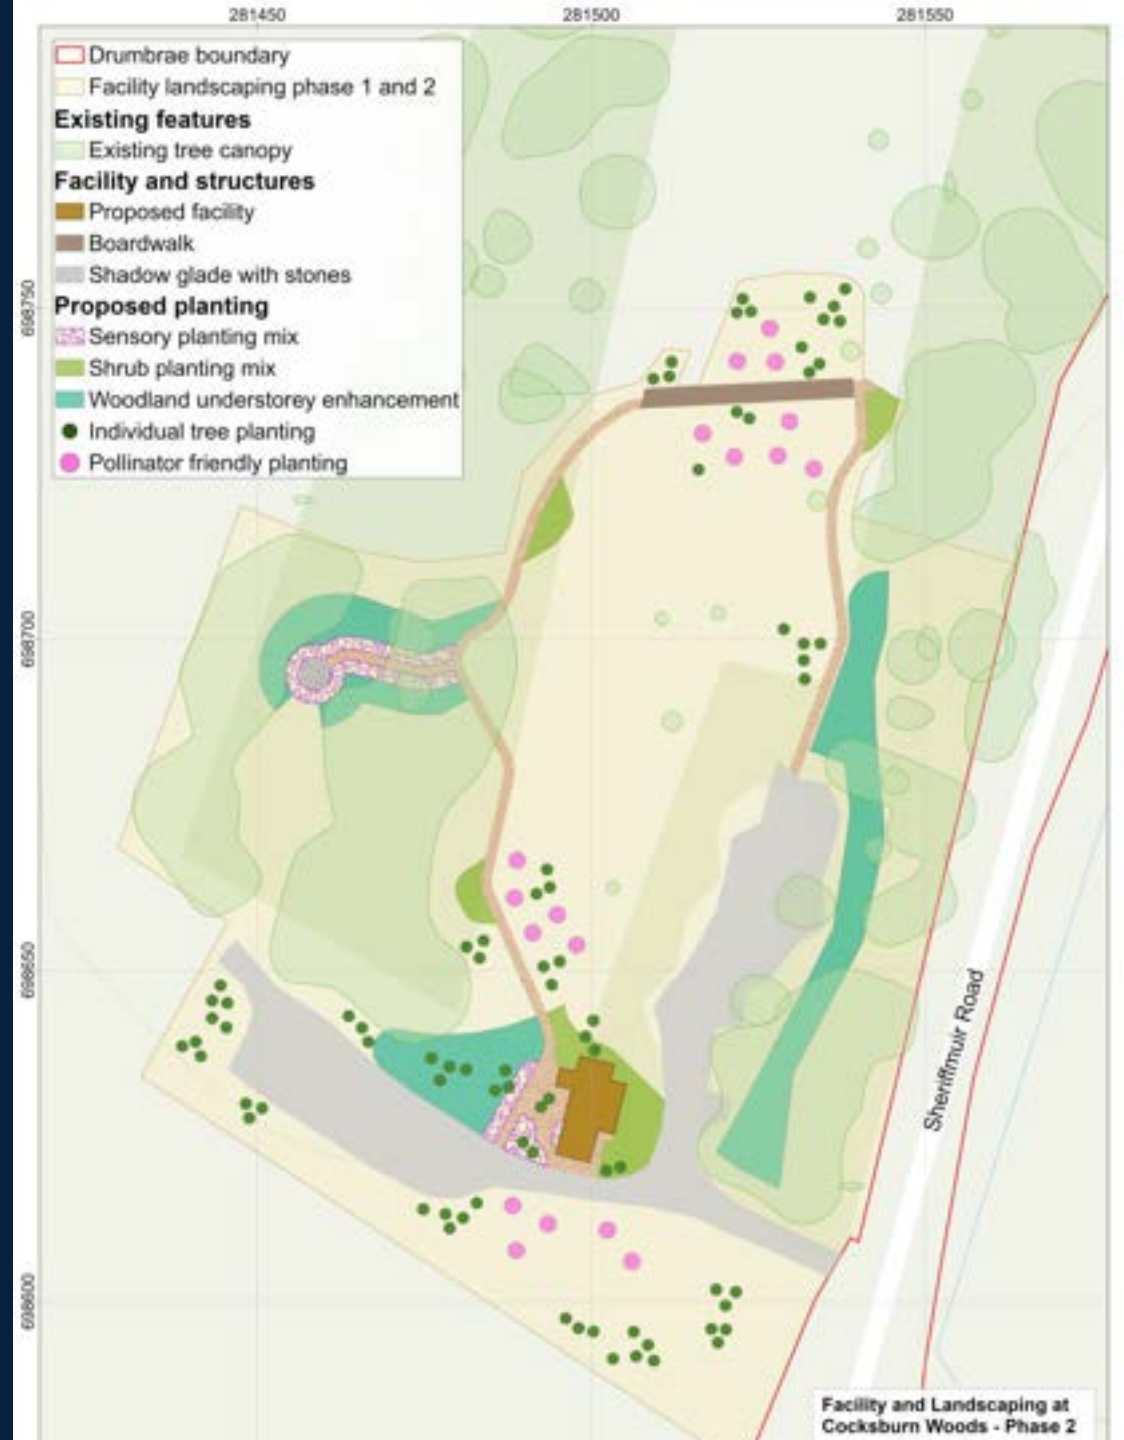 281450 281500 281550
Drumbrae boundary
Facility landscaping phase 1 and 2
Existing features
Existing tree canopy
Facility and structures
Proposed facility
Boardwalk
Shadow glade with stones
Proposed planting
Sensory planting mix
Shrub planting mix
Woodland understorey enhancement
Individual tree planting
Pollinator friendly planting
698750
698700
698650
698600
Sheriffmuir Road
Facility and Landscaping at
Cocksburn Woods - Phase 2